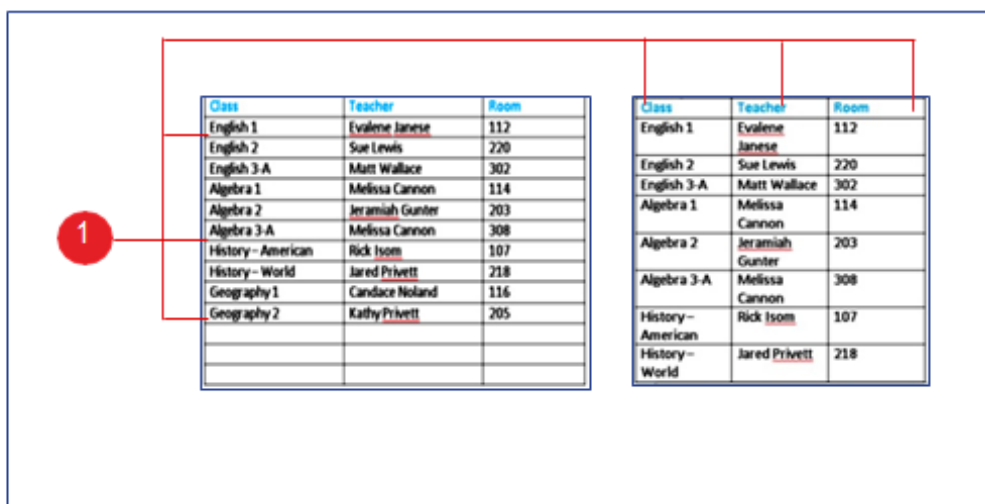 1
Class Teacher Room
English 1 Evalene Janese 112
English 2 Sue Lewis 220
English 3-A Matt Wallace 302
Algebra 1 Melissa Cannon 114
Algebra 2 Jeramiah Gunter 203
Algebra 3-A Melissa Cannon 308
History – American Rick Isom 107
History – World Jared Privett 218
Geography 1 Candace Noland 116
Geography 2 Kathy Privett 205
Class Teacher Room
English 1 Evalene 112
Janese
English 2 Sue Lewis 220
English 3-A Matt Wallace 302
Algebra 1 Melissa 114
Cannon
Algebra 2 Jeramiah 203
Gunter
Algebra 3-A Melissa 308
Cannon
History – Rick Isom 107
American
History – Jared Privett 218
World